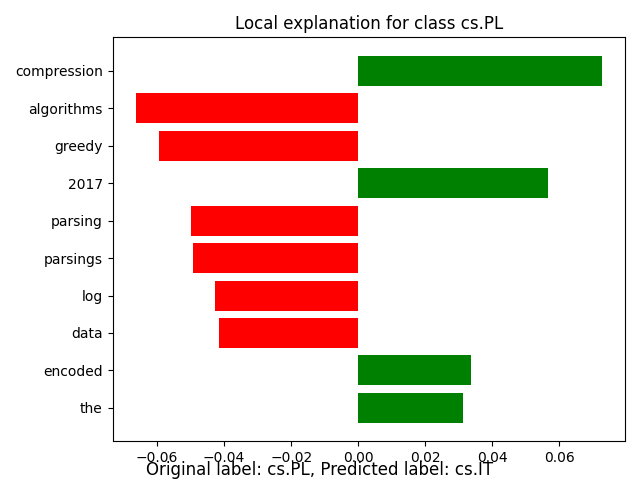 Local explanation for class cs.PL
compression
algorithms
greedy
2017
parsing
parsings
log
data
encoded
the
−0.06 −0.04 −0.02 0.00 0.02 0.04 0.06
Original label: cs.PL, Predicted label: cs.IT